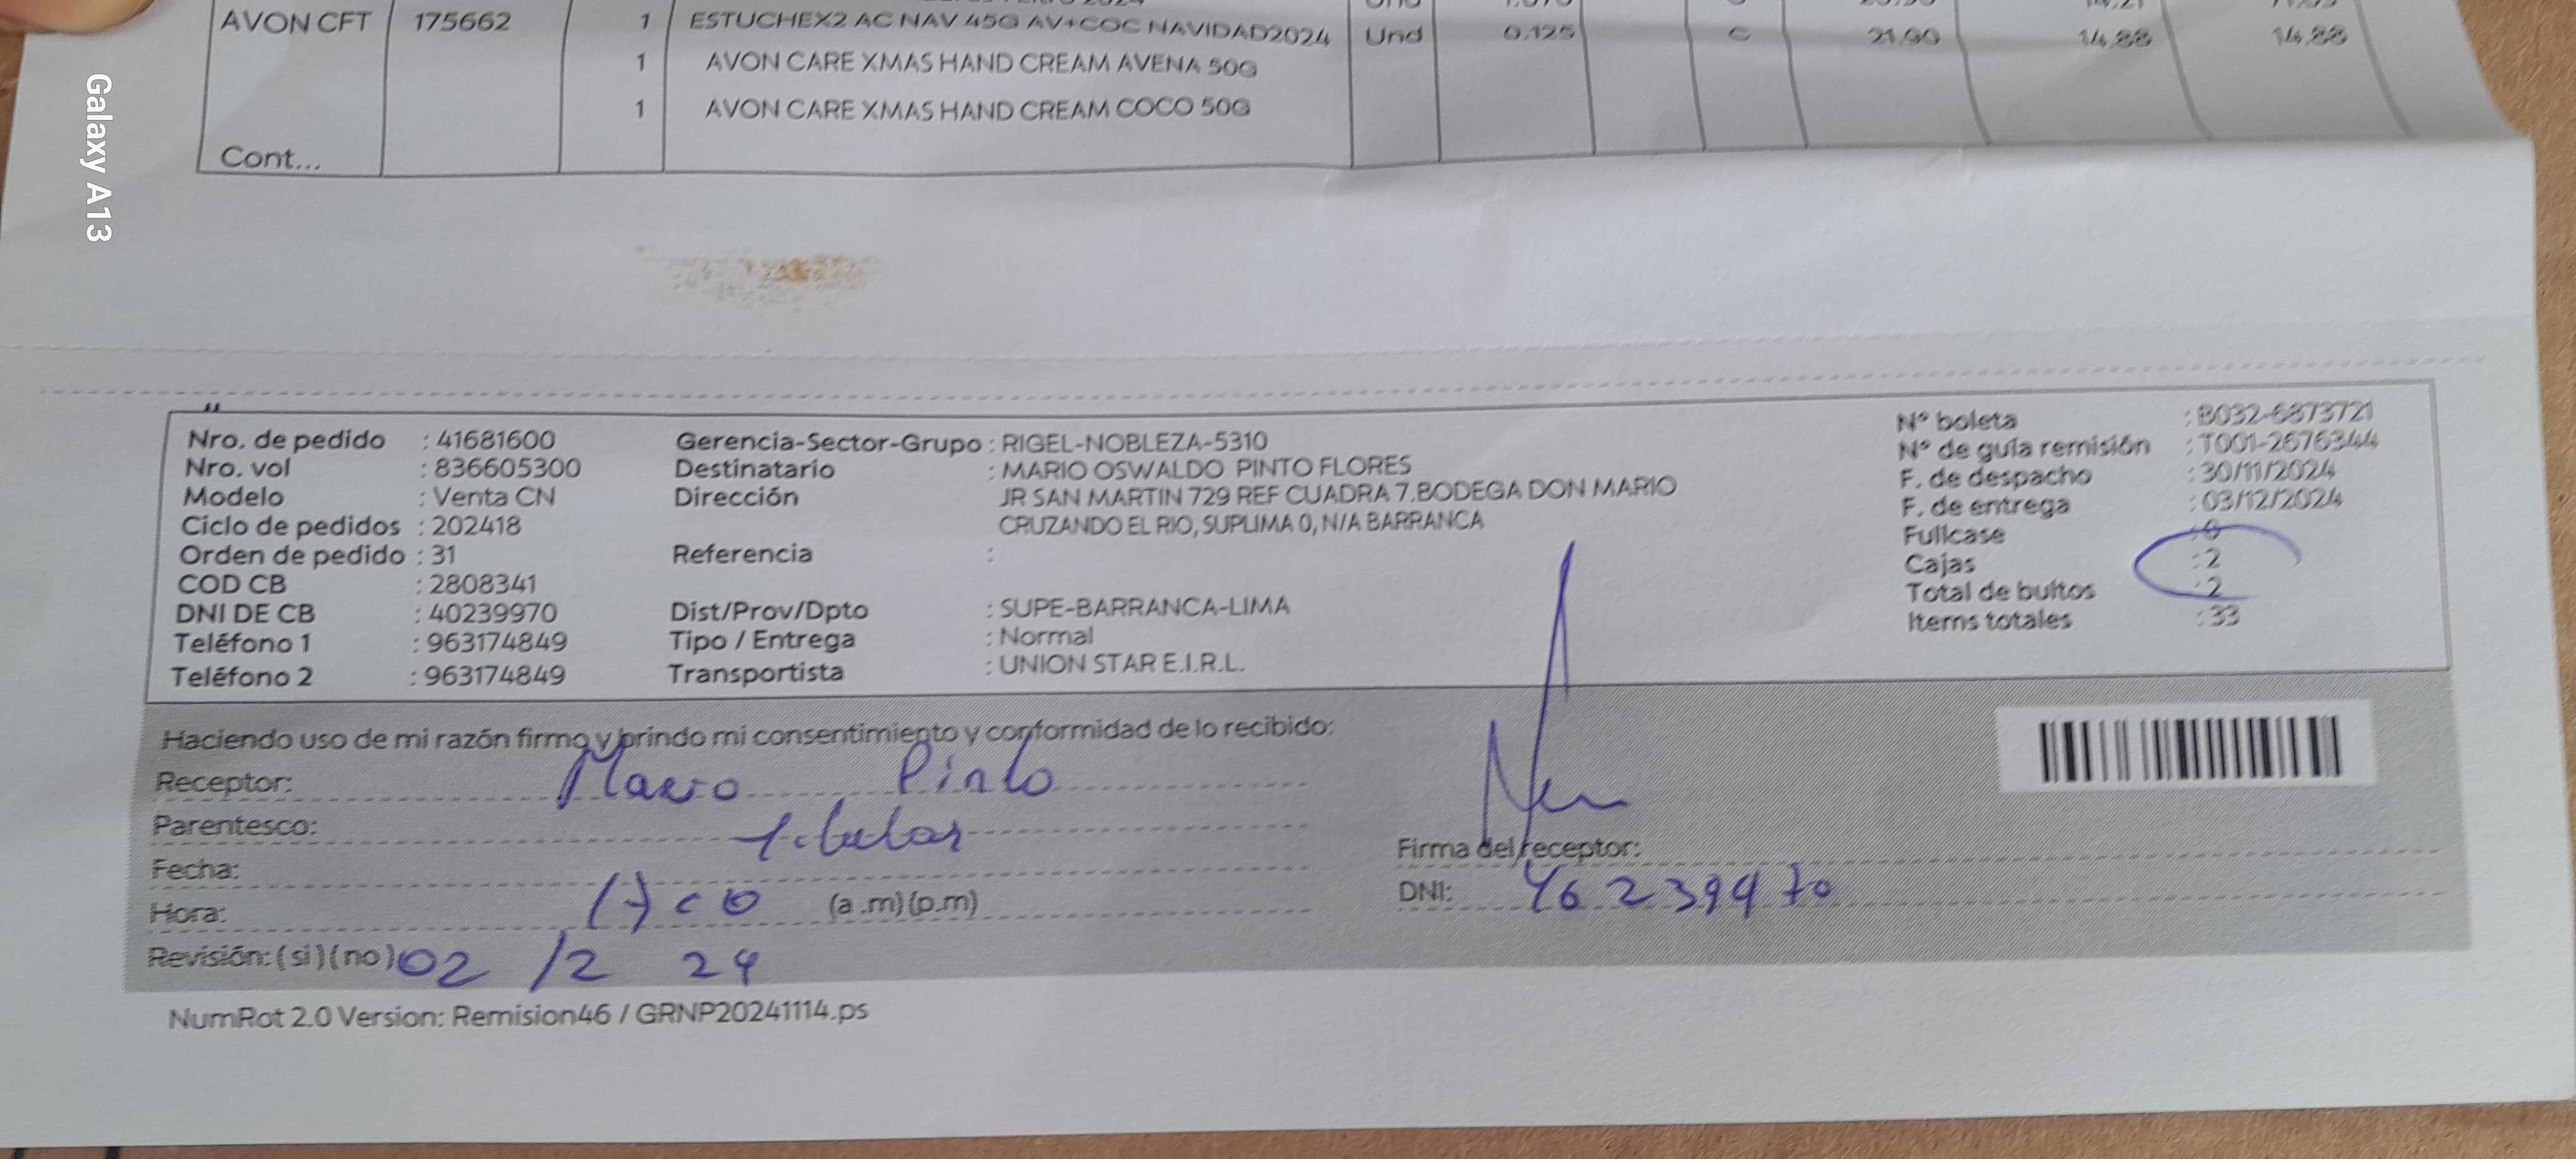 AVON CFT 175662 1 ESTUCHEX2 AC NAV 45G AV+COC NAVIDAD2024 Und 0.125 C 21.90 14.88 14.88
1 AVON CARE XMAS HAND CREAM AVENA 50G
1 AVON CARE XMAS HAND CREAM COCO 50G
Cont...
Galaxy A13
Nro. de pedido : 41681600 Gerencia-Sector-Grupo : RIGEL-NOBLEZA-5310 N° boleta : B032-6873721
Nro. vol : 836605300 Destinatario : MARIO OSWALDO PINTO FLORES N° de guía remisión : T001-2676344
Modelo : Venta CN Dirección JR SAN MARTIN 729 REF CUADRA 7.BODEGA DON MARIO F. de despacho : 30/11/2024
Ciclo de pedidos : 202418 CRUZANDO EL RIO, SUPLIMA 0, N/A BARRANCA F. de entrega : 03/12/2024
Orden de pedido : 31 Referencia : Fullcase : 0
COD CB : 2808341 Cajas : 2
DNI DE CB : 40239970 Dist/Prov/Dpto : SUPE-BARRANCA-LIMA Total de bultos : 2
Teléfono 1 : 963174849 Tipo / Entrega : Normal Items totales : 33
Teléfono 2 : 963174849 Transportista : UNION STAR E.I.R.L.
Haciendo uso de mi razón firmo y brindo mi consentimiento y conformidad de lo recibido:
Receptor: Mario Pinto
Parentesco: titular
Firma del receptor:
Fecha:
Hora: (a .m) (p.m) DNI:
Revisión: ( si ) ( no ) 02 12 24
NumRot 2.0 Version: Remision46 / GRNP20241114.ps